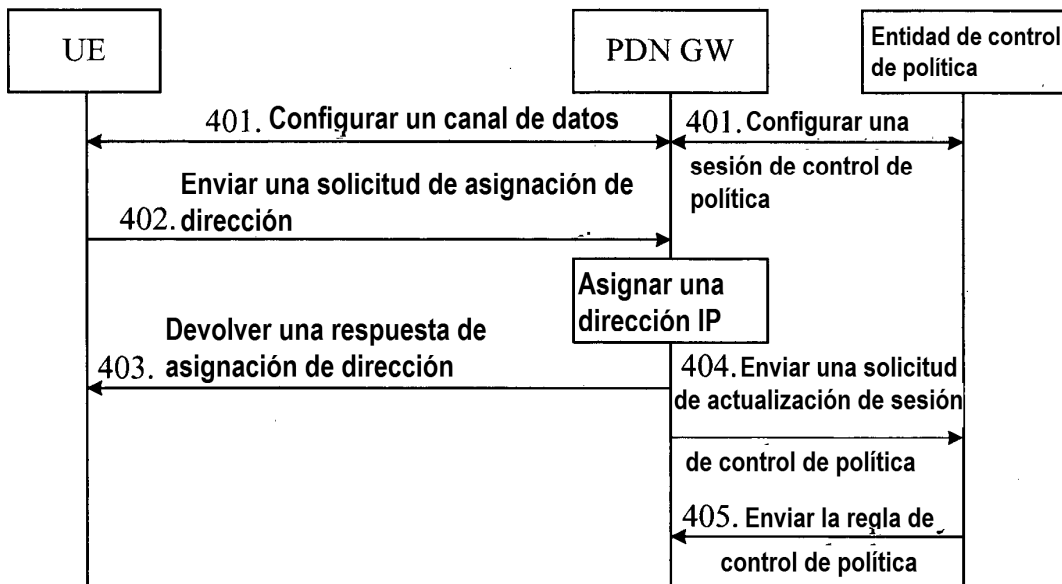 UE
PDN GW
Entidad de control
de política
401. Configurar un canal de datos
401. Configurar una
sesión de control de
política
Enviar una solicitud de asignación de
402. dirección
Asignar una
dirección IP
Devolver una respuesta de
403. asignación de dirección
404. Enviar una solicitud
de actualización de sesión
de control de política
405. Enviar la regla de
control de política